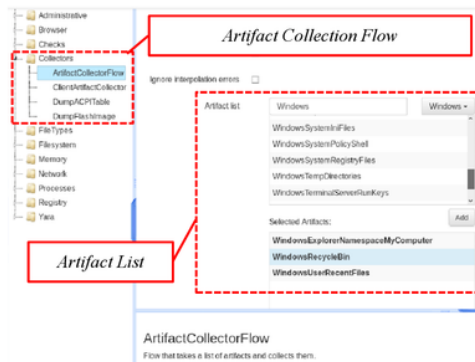 Administrative
Browser
Checks
Collectors
ArtifactCollectorFlow
ClientArtifactCollector
DumpACPITable
DumpFlashImage
FileTypes
Filesystem
Memory
Network
Processes
Registry
Yara
Artifact Collection Flow
Ignore interpolation errors
Artifact list
Windows
Windows
WindowsSystemIniFiles
WindowsSystemPolicyShell
WindowsSystemRegistryFiles
WindowsTempDirectories
WindowsTerminalServerRunKeys
Selected Artifacts:
Add
WindowsExplorerNamespaceMyComputer
WindowsRecycleBin
WindowsUserRecentFiles
Artifact List
ArtifactCollectorFlow
Flow that takes a list of artifacts and collects them.